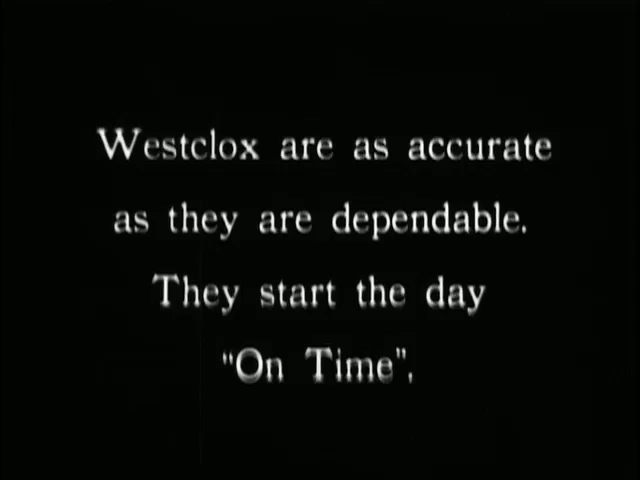 Westclox are as accurate
as they are dependable.
They start the day
"On Time".